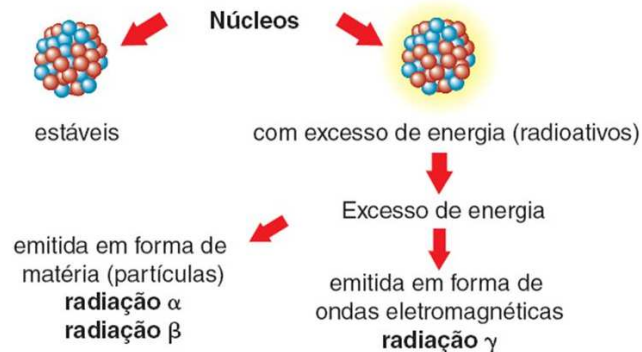 Núcleos
estáveis
com excesso de energia (radioativos)
Excesso de energia
emitida em forma de
matéria (partículas)
radiação α
radiação β
emitida em forma de
ondas eletromagnéticas
radiação γ